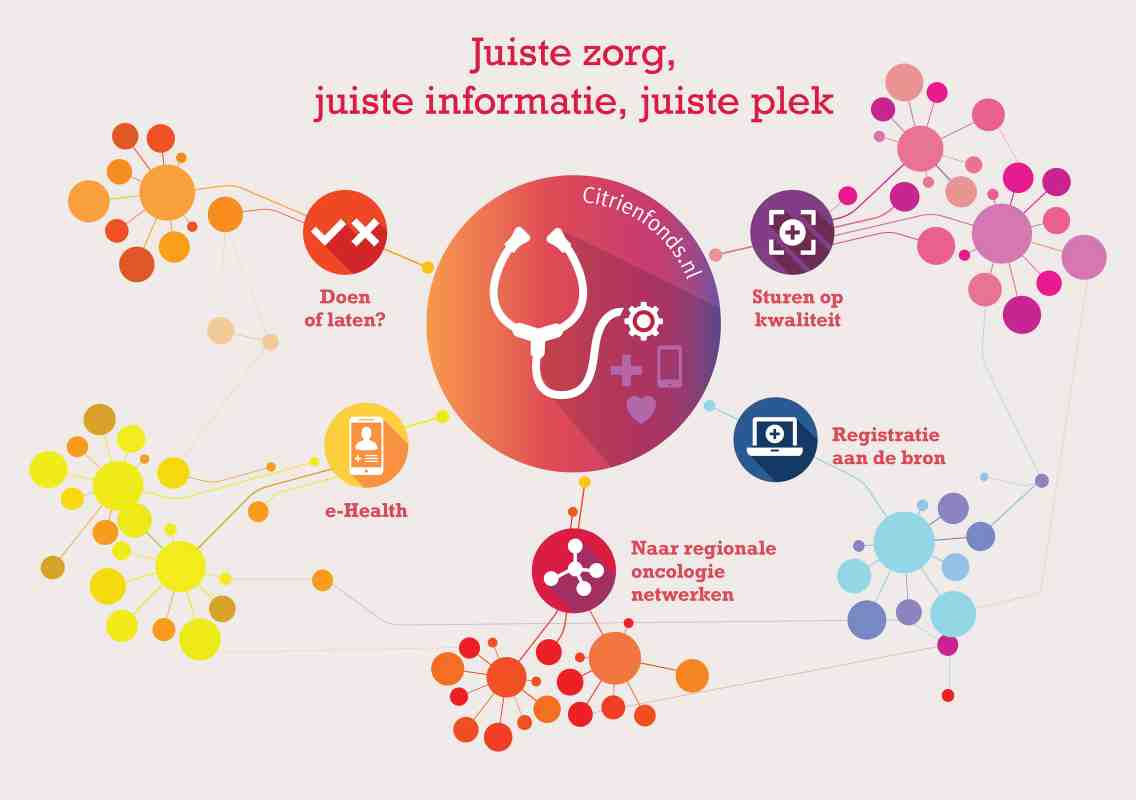 Juiste zorg,
juiste informatie, juiste plek
Citrienfonds.nl
Doen
of laten?
Sturen op
kwaliteit
e-Health
Registratie
aan de bron
Naar regionale
oncologie
netwerken